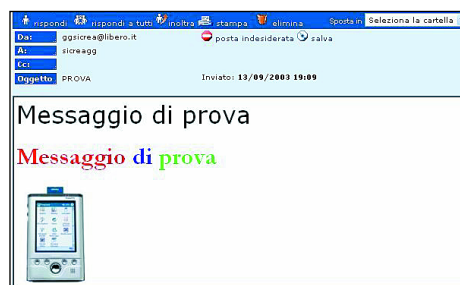 rispondi rispondi a tutti inoltra stampa elimina Sposta in Seleziona la cartella
Da: ggsicrea@libero.it posta indesiderata salva
A: sicreagg
Cc:
Oggetto PROVA Inviato: 13/09/2003 19:09
Messaggio di prova
Messaggio di prova